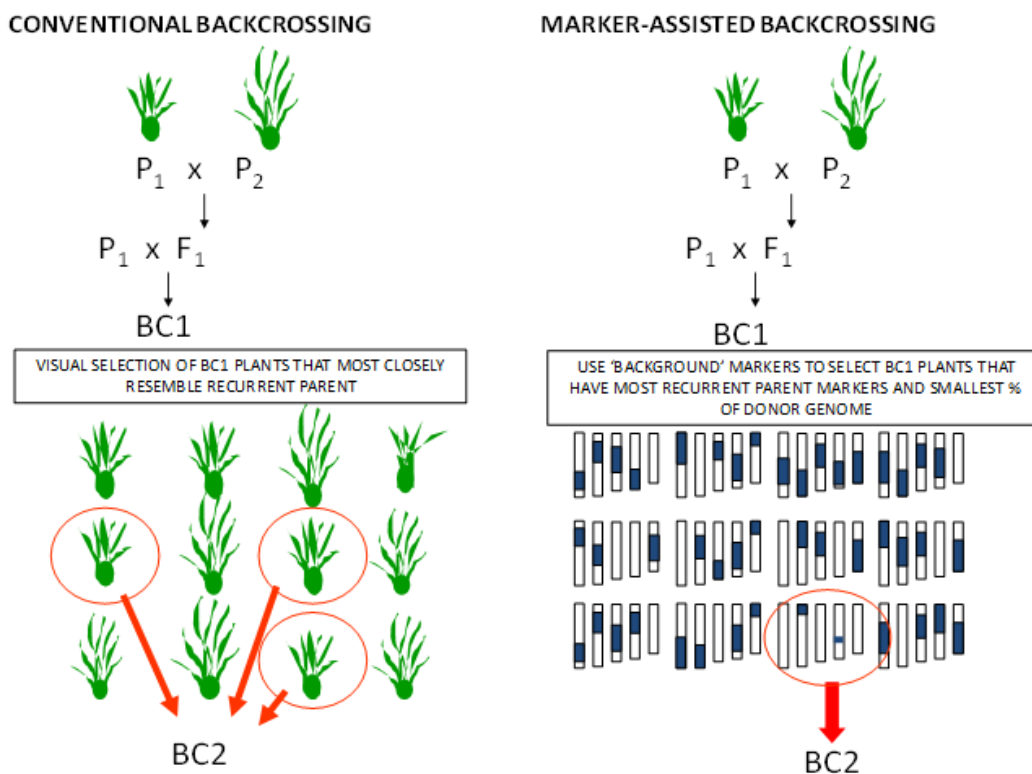 CONVENTIONAL BACKCROSSING
P₁ x P₂
P₁ x F₁
BC1
VISUAL SELECTION OF BC1 PLANTS THAT MOST CLOSELY
RESEMBLE RECURRENT PARENT
BC2
MARKER-ASSISTED BACKCROSSING
P₁ x P₂
P₁ x F₁
BC1
USE ‘BACKGROUND’ MARKERS TO SELECT BC1 PLANTS THAT
HAVE MOST RECURRENT PARENT MARKERS AND SMALLEST %
OF DONOR GENOME
BC2